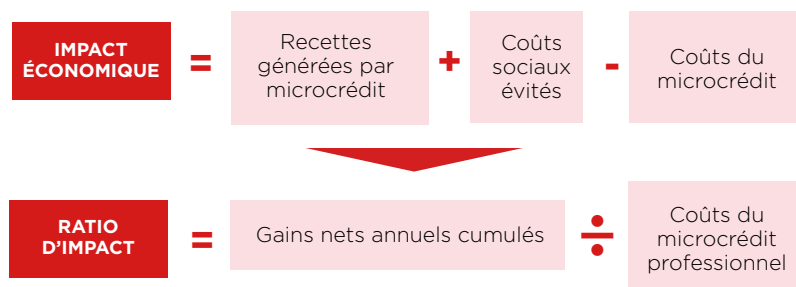 IMPACT
ÉCONOMIQUE
=
Recettes
générées par
microcrédit
+
Coûts
sociaux
évités
-
Coûts du
microcrédit
RATIO
D'IMPACT
=
Gains nets annuels cumulés
÷
Coûts du
microcrédit
professionnel